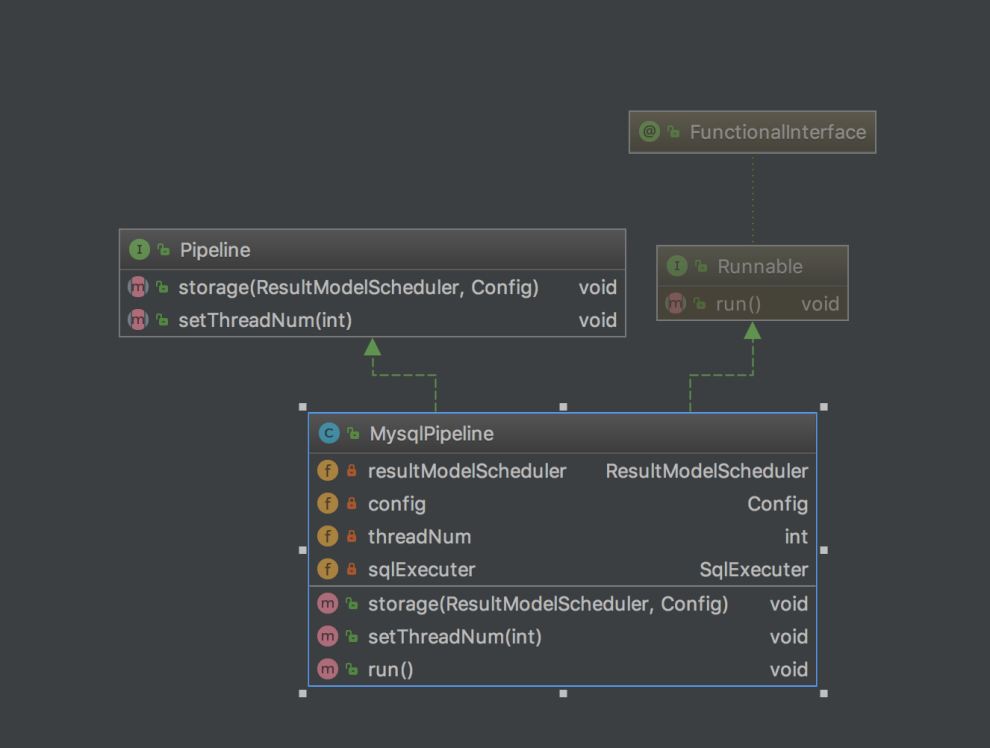 @ FunctionalInterface
I Pipeline
m storage(ResultModelScheduler, Config) void
m setThreadNum(int) void
I Runnable
m run() void
C MysqlPipeline
f resultModelScheduler ResultModelScheduler
f config Config
f threadNum int
f sqlExecuter SqlExecuter
m storage(ResultModelScheduler, Config) void
m setThreadNum(int) void
m run() void